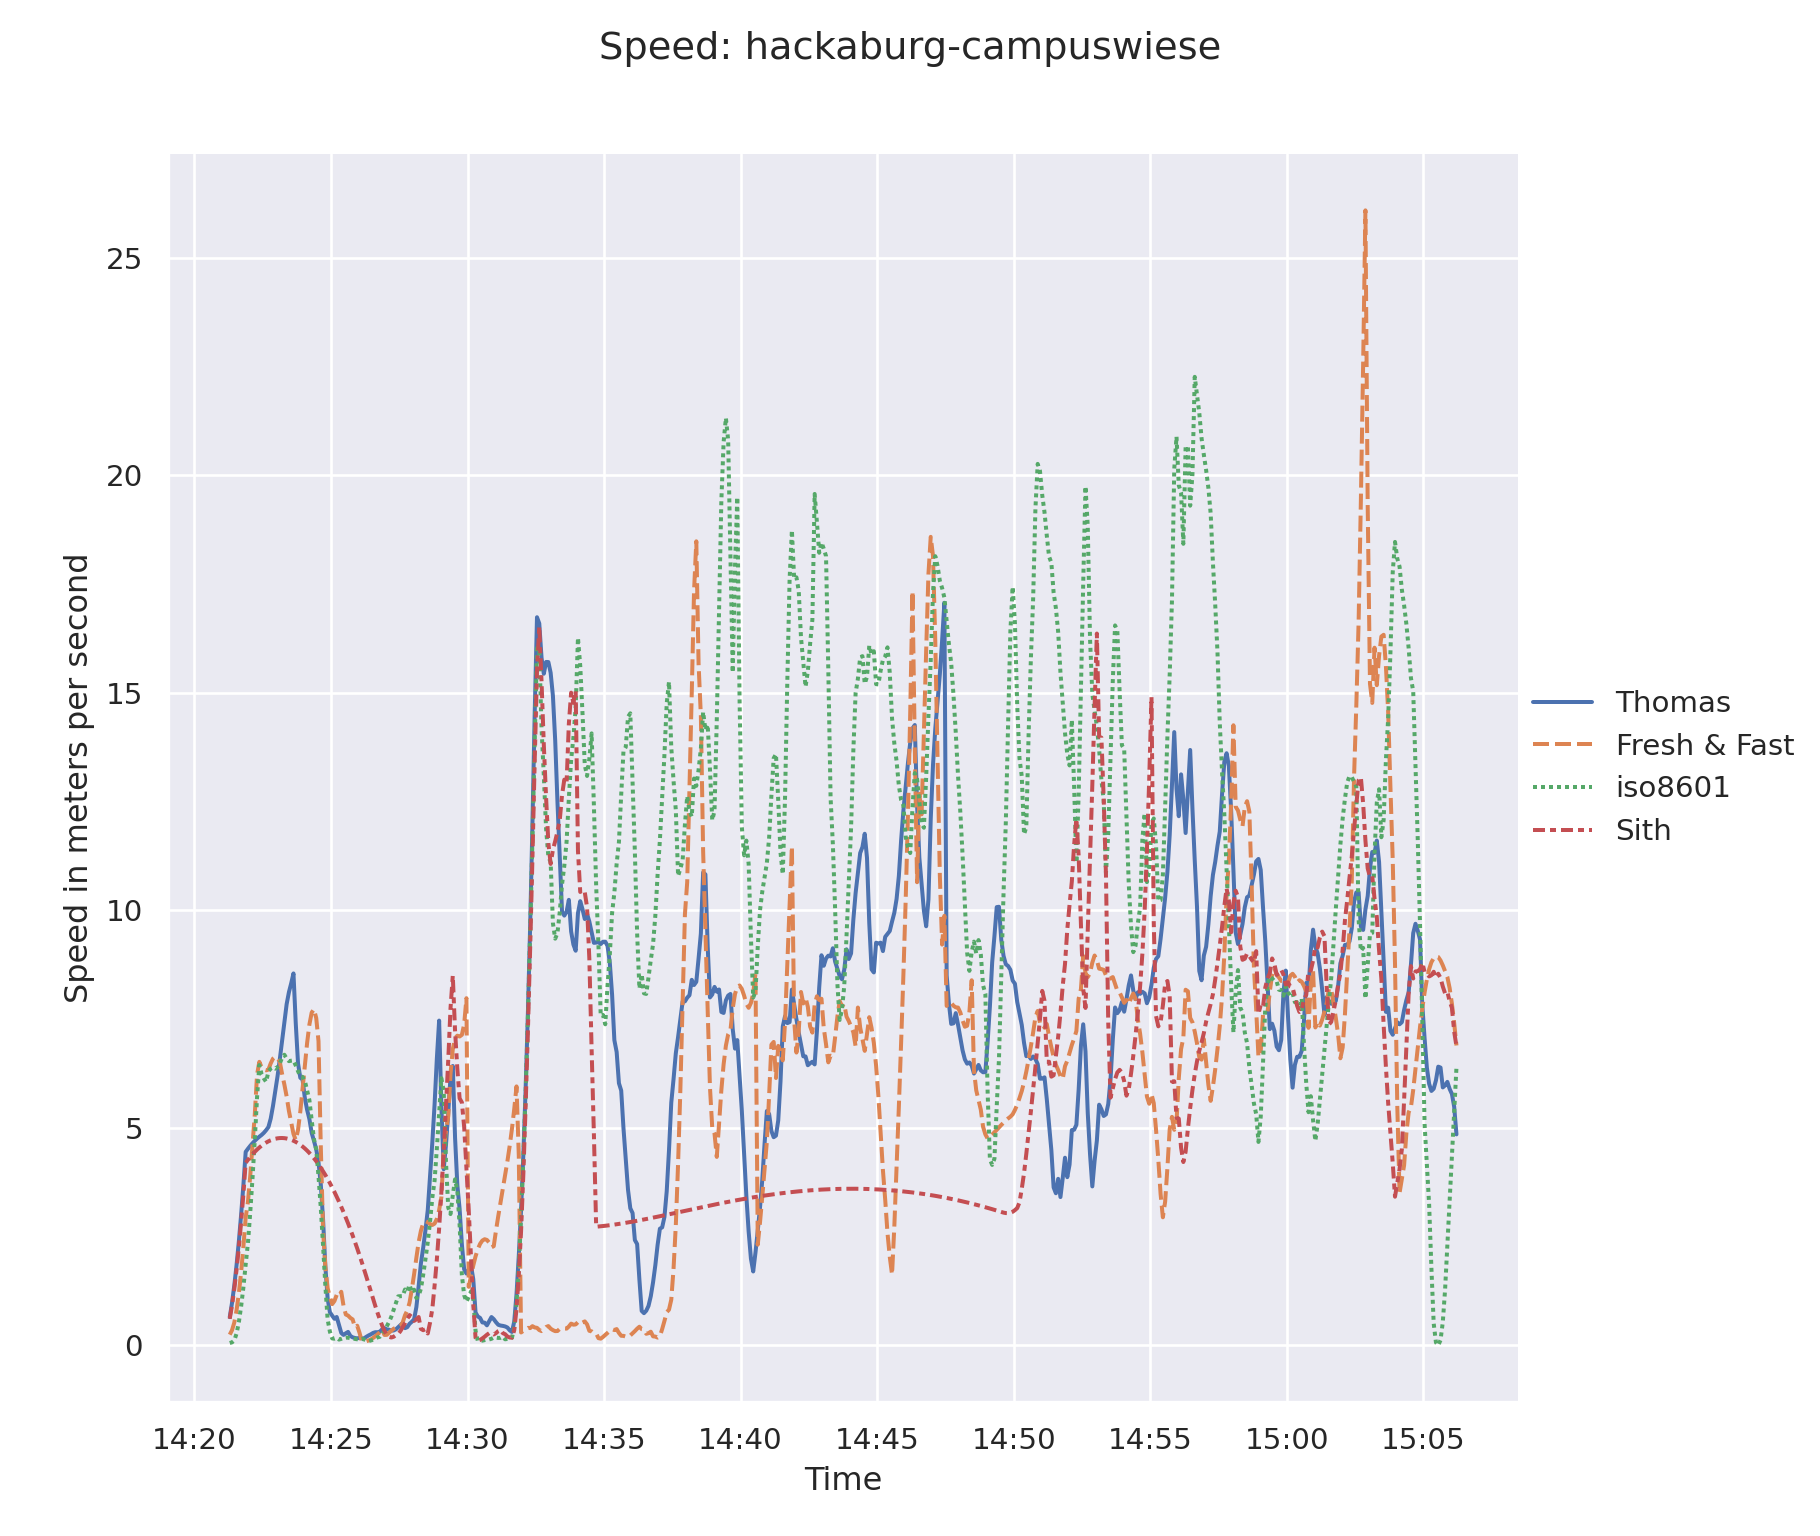 Speed: hackaburg-campuswiese
25
20
15
10
5
0
Speed in meters per second
14:20 14:25 14:30 14:35 14:40 14:45 14:50 14:55 15:00 15:05
Time
Thomas
Fresh & Fast
iso8601
Sith